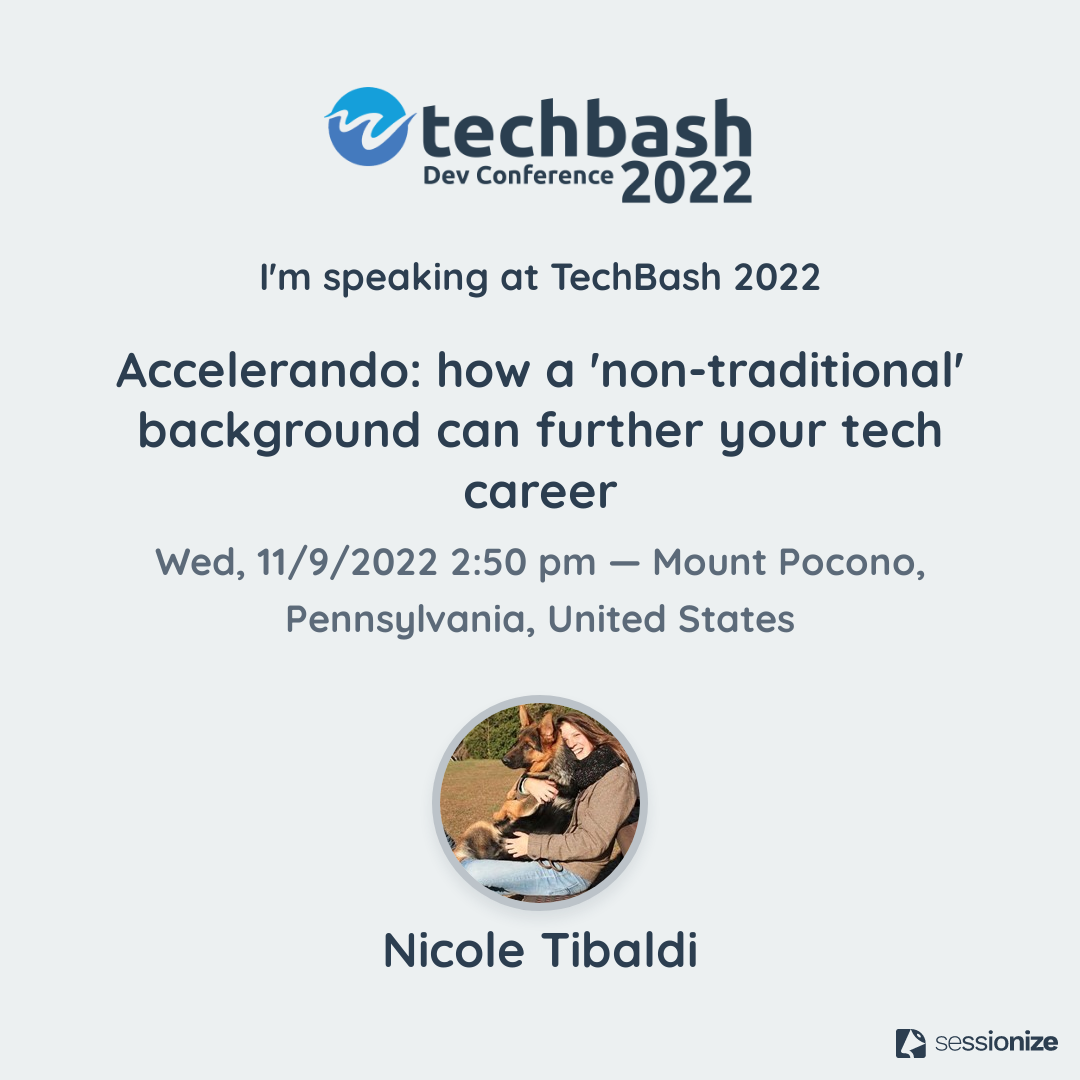 techbash
Dev Conference 2022
I'm speaking at TechBash 2022
Accelerando: how a 'non-traditional'
background can further your tech
career
Wed, 11/9/2022 2:50 pm — Mount Pocono,
Pennsylvania, United States
Nicole Tibaldi
sessionize